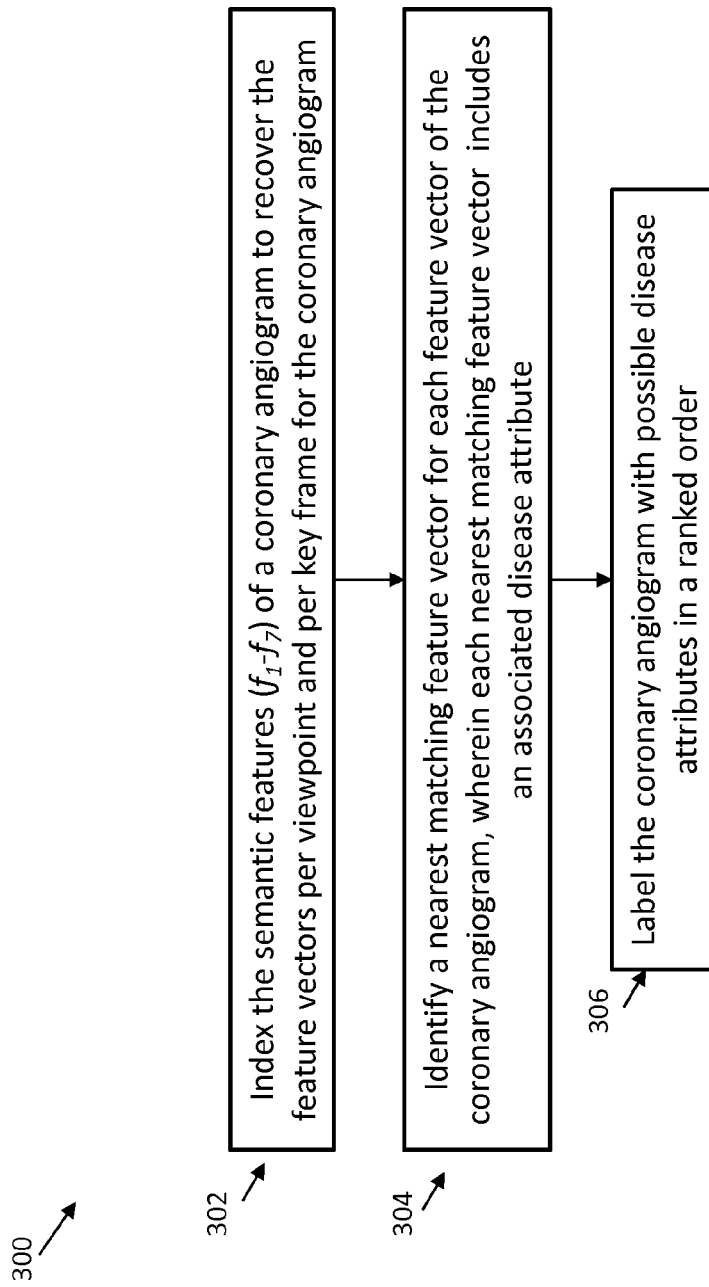 300
302
Index the semantic features (f1-f7) of a coronary angiogram to recover the
feature vectors per viewpoint and per key frame for the coronary angiogram
304
Identify a nearest matching feature vector for each feature vector of the
coronary angiogram, wherein each nearest matching feature vector includes
an associated disease attribute
306
Label the coronary angiogram with possible disease
attributes in a ranked order